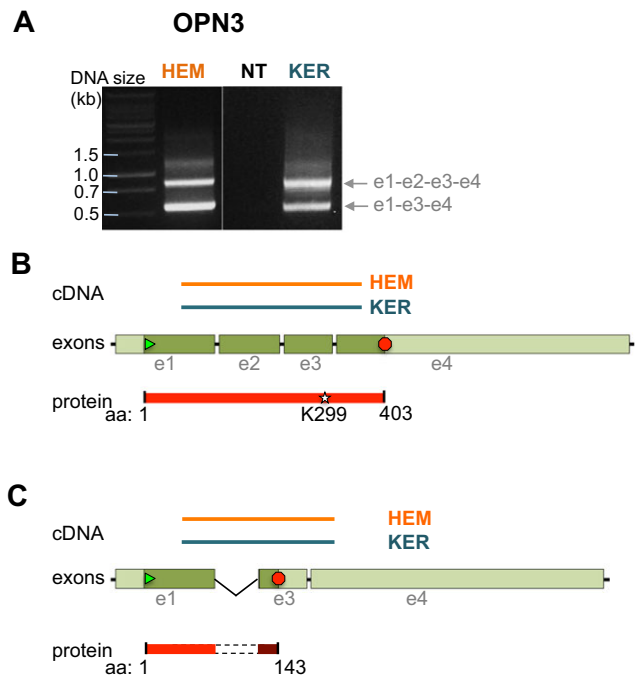 A OPN3
DNA size (kb) HEM NT KER
1.5
1.0
0.7
0.5
e1-e2-e3-e4
e1-e3-e4
B
cDNA HEM
KER
exons
e1 e2 e3 e4
protein
aa: 1 K299 403
C
cDNA HEM
KER
exons
e1 e3 e4
protein
aa: 1 143